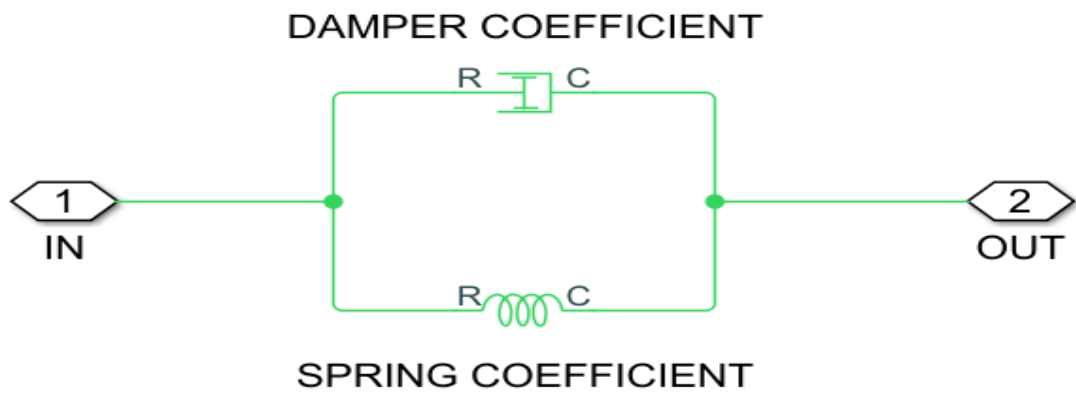 DAMPER COEFFICIENT
R C
1
IN
2
OUT
R C
SPRING COEFFICIENT